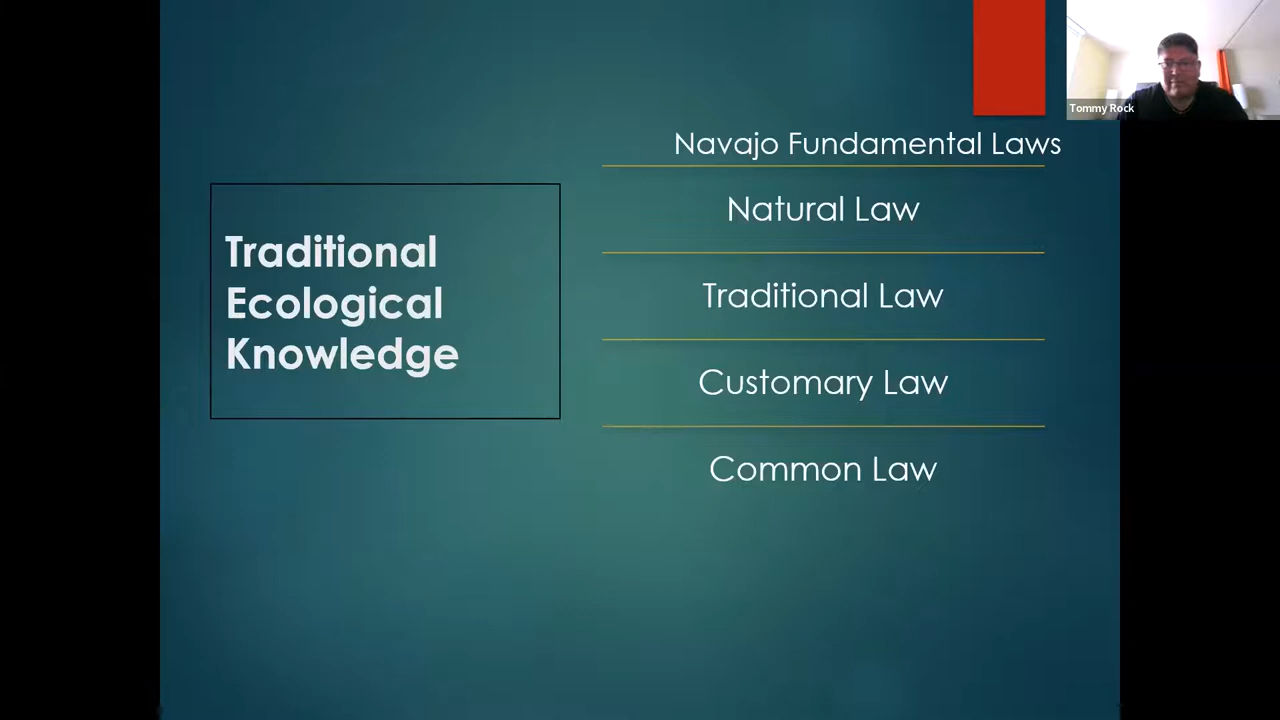 Tommy Rock
Navajo Fundamental Laws
Natural Law
Traditional Law
Customary Law
Common Law
Traditional
Ecological
Knowledge